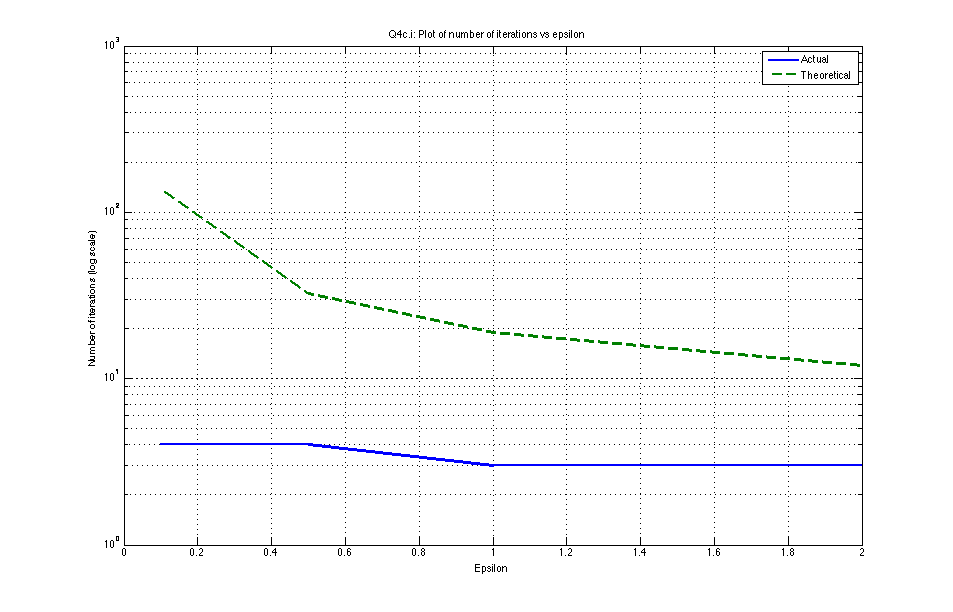 Q4c.i: Plot of number of iterations vs epsilon
Actual
Theoretical
10^3
10^2
10^1
10^0
Number of iterations (log scale)
0 0.2 0.4 0.6 0.8 1 1.2 1.4 1.6 1.8 2
Epsilon